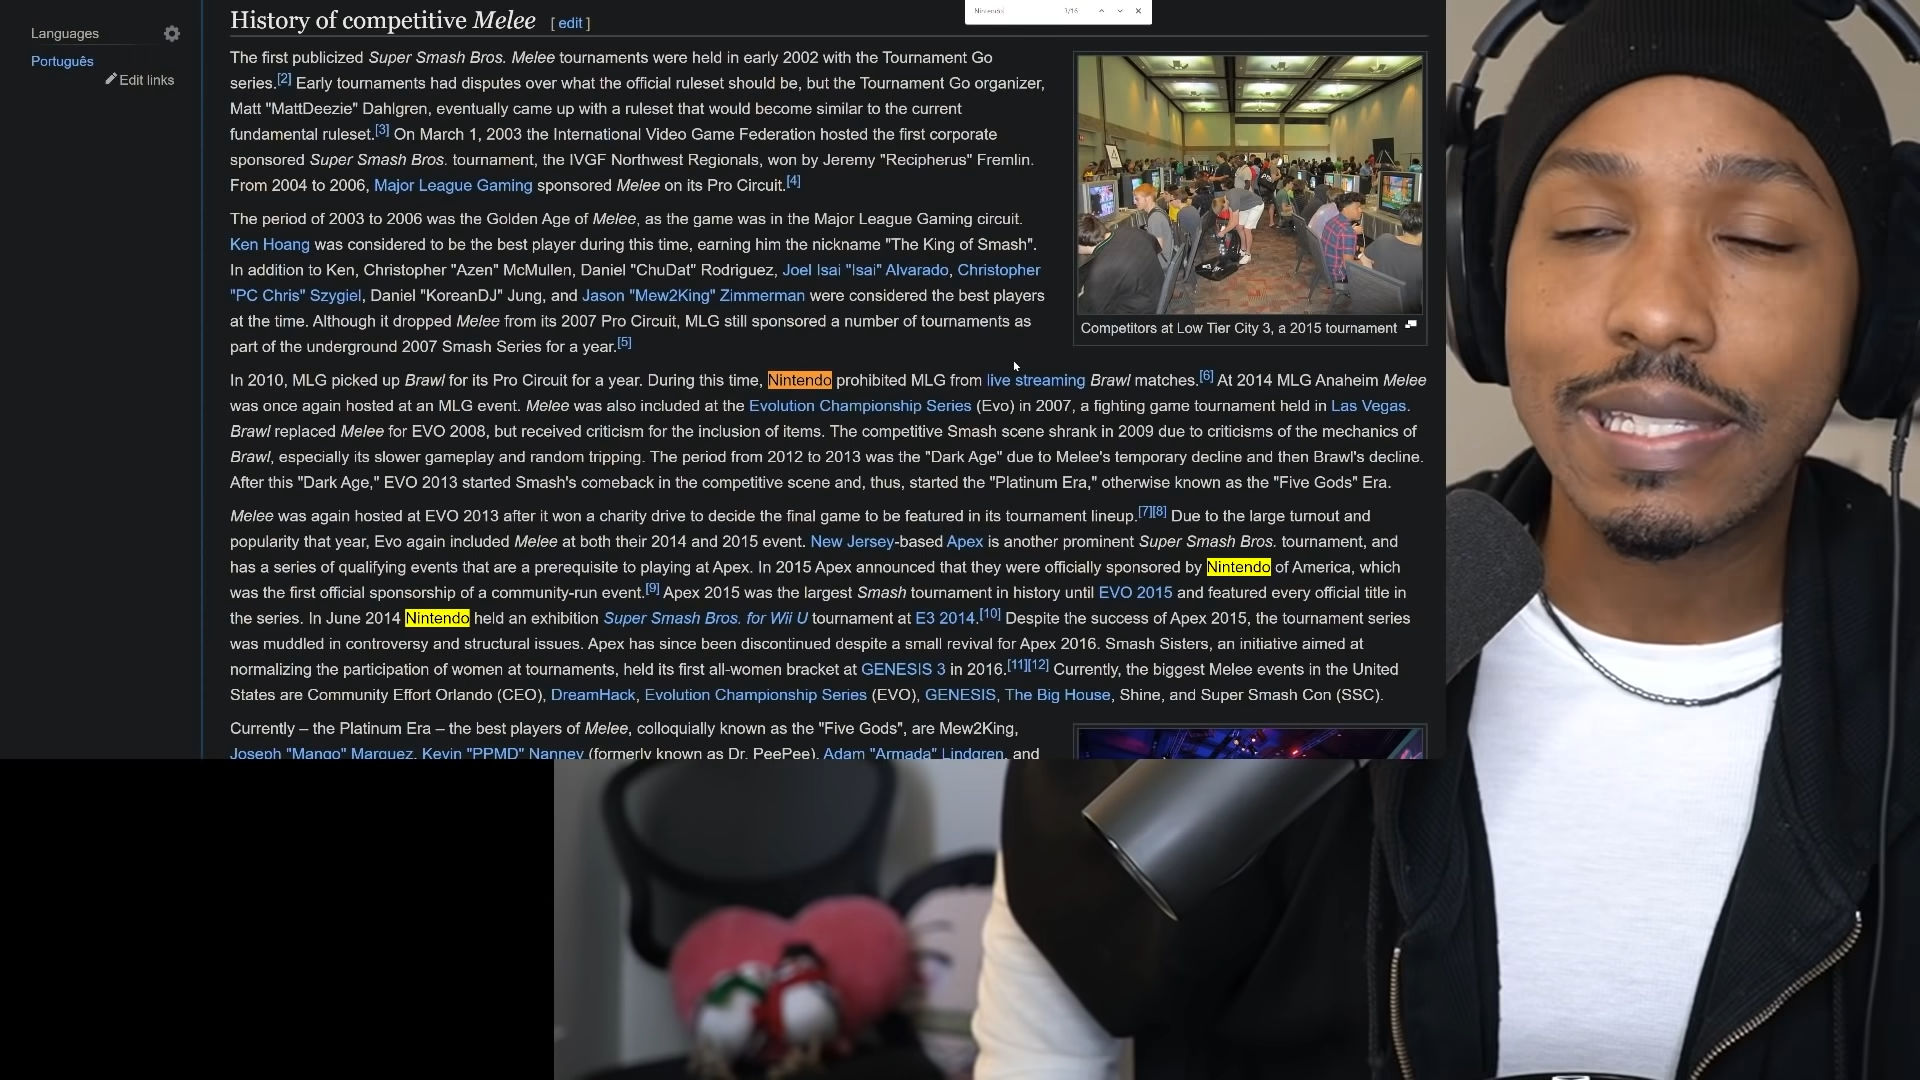 History of competitive Melee [ edit ]
Nintendo 3/16
Languages
Português
Edit links
The first publicized Super Smash Bros. Melee tournaments were held in early 2002 with the Tournament Go
series.[2] Early tournaments had disputes over what the official ruleset should be, but the Tournament Go organizer,
Matt "MattDeezie" Dahlgren, eventually came up with a ruleset that would become similar to the current
fundamental ruleset.[3] On March 1, 2003 the International Video Game Federation hosted the first corporate
sponsored Super Smash Bros. tournament, the IVGF Northwest Regionals, won by Jeremy "Recipherus" Fremlin.
From 2004 to 2006, Major League Gaming sponsored Melee on its Pro Circuit.[4]
The period of 2003 to 2006 was the Golden Age of Melee, as the game was in the Major League Gaming circuit.
Ken Hoang was considered to be the best player during this time, earning him the nickname "The King of Smash".
In addition to Ken, Christopher "Azen" McMullen, Daniel "ChuDat" Rodriguez, Joel Isai "Isai" Alvarado, Christopher
"PC Chris" Szygiel, Daniel "KoreanDJ" Jung, and Jason "Mew2King" Zimmerman were considered the best players
at the time. Although it dropped Melee from its 2007 Pro Circuit, MLG still sponsored a number of tournaments as
part of the underground 2007 Smash Series for a year.[5]
4
Competitors at Low Tier City 3, a 2015 tournament
In 2010, MLG picked up Brawl for its Pro Circuit for a year. During this time, Nintendo prohibited MLG from live streaming Brawl matches.[6] At 2014 MLG Anaheim Melee
was once again hosted at an MLG event. Melee was also included at the Evolution Championship Series (Evo) in 2007, a fighting game tournament held in Las Vegas.
Brawl replaced Melee for EVO 2008, but received criticism for the inclusion of items. The competitive Smash scene shrank in 2009 due to criticisms of the mechanics of
Brawl, especially its slower gameplay and random tripping. The period from 2012 to 2013 was the "Dark Age" due to Melee's temporary decline and then Brawl's decline.
After this "Dark Age," EVO 2013 started Smash's comeback in the competitive scene and, thus, started the "Platinum Era," otherwise known as the "Five Gods" Era.
Melee was again hosted at EVO 2013 after it won a charity drive to decide the final game to be featured in its tournament lineup.[7][8] Due to the large turnout and
popularity that year, Evo again included Melee at both their 2014 and 2015 event. New Jersey-based Apex is another prominent Super Smash Bros. tournament, and
has a series of qualifying events that are a prerequisite to playing at Apex. In 2015 Apex announced that they were officially sponsored by Nintendo of America, which
was the first official sponsorship of a community-run event.[9] Apex 2015 was the largest Smash tournament in history until EVO 2015 and featured every official title in
the series. In June 2014 Nintendo held an exhibition Super Smash Bros. for Wii U tournament at E3 2014.[10] Despite the success of Apex 2015, the tournament series
was muddled in controversy and structural issues. Apex has since been discontinued despite a small revival for Apex 2016. Smash Sisters, an initiative aimed at
normalizing the participation of women at tournaments, held its first all-women bracket at GENESIS 3 in 2016.[11][12] Currently, the biggest Melee events in the United
States are Community Effort Orlando (CEO), DreamHack, Evolution Championship Series (EVO), GENESIS, The Big House, Shine, and Super Smash Con (SSC).
Currently – the Platinum Era – the best players of Melee, colloquially known as the "Five Gods", are Mew2King,
Joseph "Mango" Marquez, Kevin "PPMD" Nanney (formerly known as Dr. PeePee), Adam "Armada" Lindgren, and